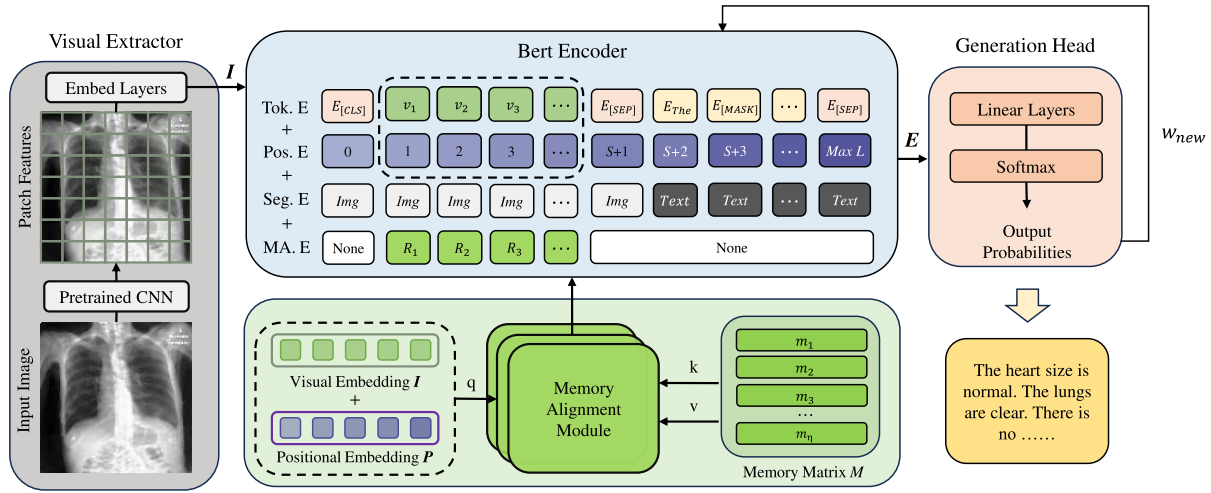 Visual Extractor
Embed Layers
Patch Features
Pretrained CNN
Input Image
I
Bert Encoder
Tok. E E[CLS] v1 v2 v3 ... E[SEP] EThe E[MASK] ... E[SEP]
+
Pos. E 0 1 2 3 ... S+1 S+2 S+3 ... Max L
+
Seg. E Img Img Img Img ... Img Text Text ... Text
+
MA. E None R1 R2 R3 ... None
E
Generation Head
Linear Layers
Softmax
Output
Probabilities
wnew
Visual Embedding I
+
Positional Embedding P
q
Memory
Alignment
Module
k
v
m1
m2
m3
...
mη
Memory Matrix M
The heart size is
normal. The lungs
are clear. There is
no ……